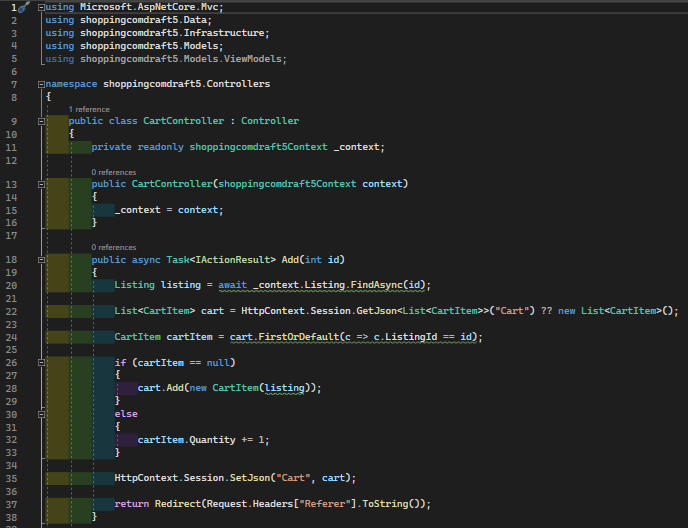 1 using Microsoft.AspNetCore.Mvc;
2 using shoppingcomdraft5.Data;
3 using shoppingcomdraft5.Infrastructure;
4 using shoppingcomdraft5.Models;
5 using shoppingcomdraft5.Models.ViewModels;
6
7 namespace shoppingcomdraft5.Controllers
8 {
1 reference
9 public class CartController : Controller
10 {
11 private readonly shoppingcomdraft5Context _context;
12
0 references
13 public CartController(shoppingcomdraft5Context context)
14 {
15 _context = context;
16 }
17
0 references
18 public async Task<IActionResult> Add(int id)
19 {
20 Listing listing = await _context.Listing.FindAsync(id);
21
22 List<CartItem> cart = HttpContext.Session.GetJson<List<CartItem>>("Cart") ?? new List<CartItem>();
23
24 CartItem cartItem = cart.FirstOrDefault(c => c.ListingId == id);
25
26 if (cartItem == null)
27 {
28 cart.Add(new CartItem(listing));
29 }
30 else
31 {
32 cartItem.Quantity += 1;
33 }
34
35 HttpContext.Session.SetJson("Cart", cart);
36
37 return Redirect(Request.Headers["Referer"].ToString());
38 }